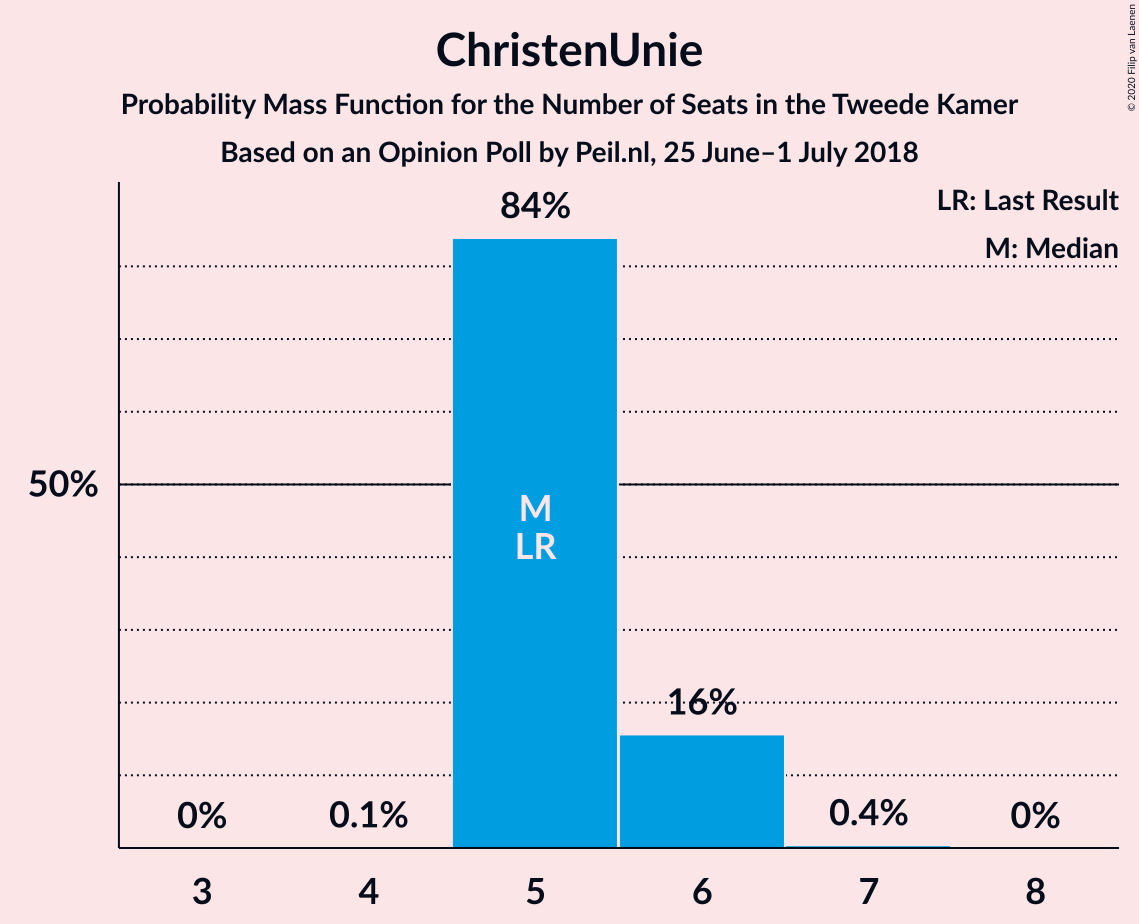 ChristenUnie
Probability Mass Function for the Number of Seats in the Tweede Kamer
Based on an Opinion Poll by Peil.nl, 25 June–1 July 2018
© 2020 Filip van Laenen
LR: Last Result
M: Median
84%
50%
M
LR
16%
0%
0.1%
0.4%
0%
3
4
5
6
7
8